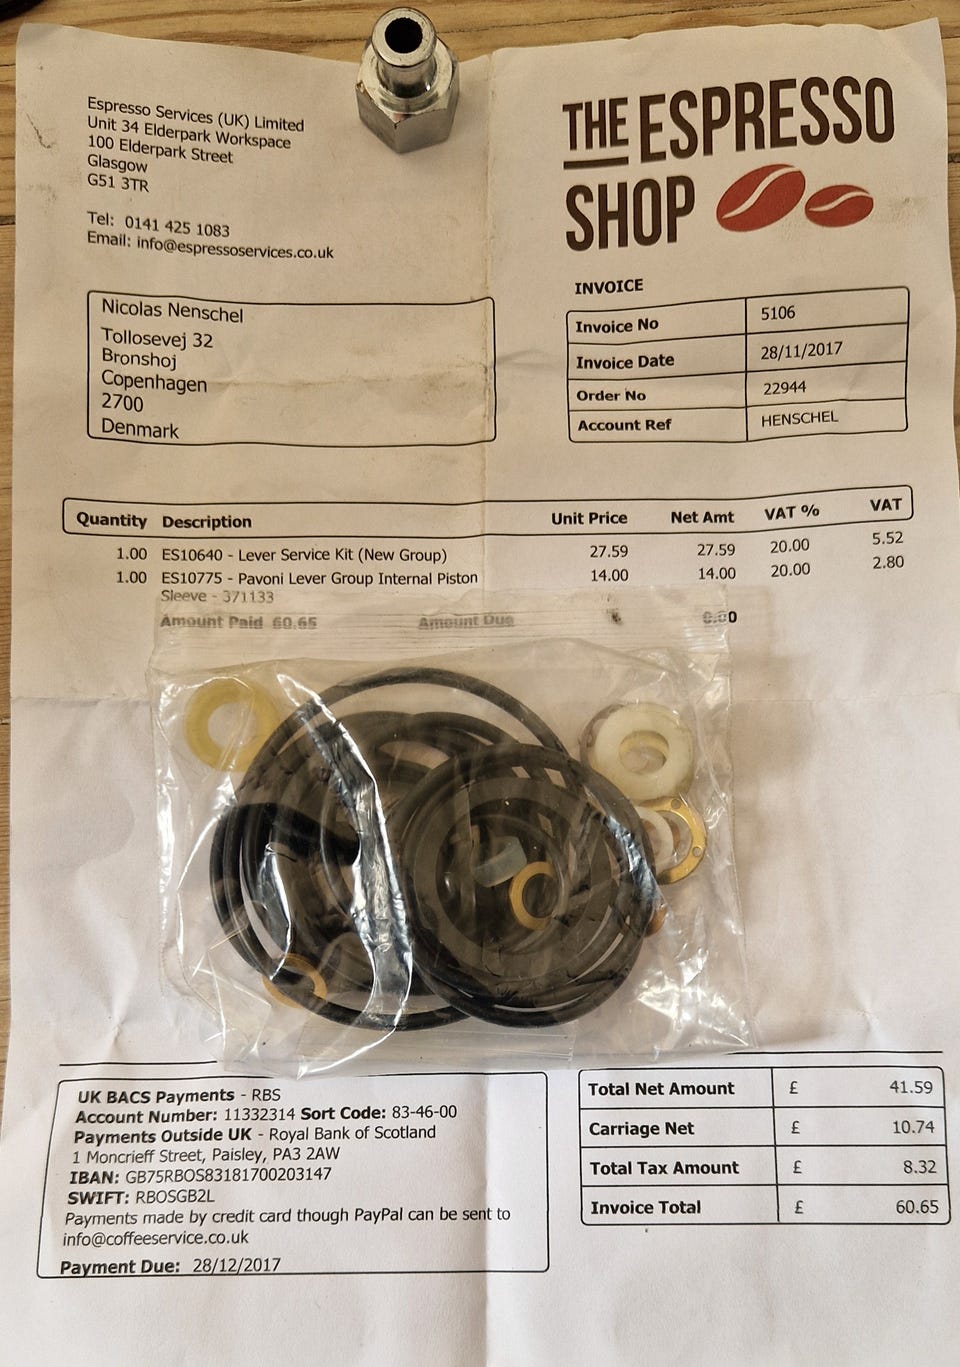 Espresso Services (UK) Limited
Unit 34 Elderpark Workspace
100 Elderpark Street
Glasgow
G51 3TR
Tel: 0141 425 1083
Email: info@espressoservices.co.uk
THE ESPRESSO
SHOP
Nicolas Nenschel
Tollosevej 32
Bronshoj
Copenhagen
2700
Denmark
INVOICE
Invoice No 5106
Invoice Date 28/11/2017
Order No 22944
Account Ref HENSCHEL
Quantity Description Unit Price Net Amt VAT % VAT
1.00 ES10640 - Lever Service Kit (New Group) 27.59 27.59 20.00 5.52
1.00 ES10775 - Pavoni Lever Group Internal Piston 14.00 14.00 20.00 2.80
Sleeve - 371133
Amount Paid 60.65 Amount Due 0.00
UK BACS Payments - RBS
Account Number: 11332314 Sort Code: 83-46-00
Payments Outside UK - Royal Bank of Scotland
1 Moncrieff Street, Paisley, PA3 2AW
IBAN: GB75RBOS83181700203147
SWIFT: RBOSGB2L
Payments made by credit card though PayPal can be sent to
info@coffeeservice.co.uk
Payment Due: 28/12/2017
Total Net Amount £ 41.59
Carriage Net £ 10.74
Total Tax Amount £ 8.32
Invoice Total £ 60.65